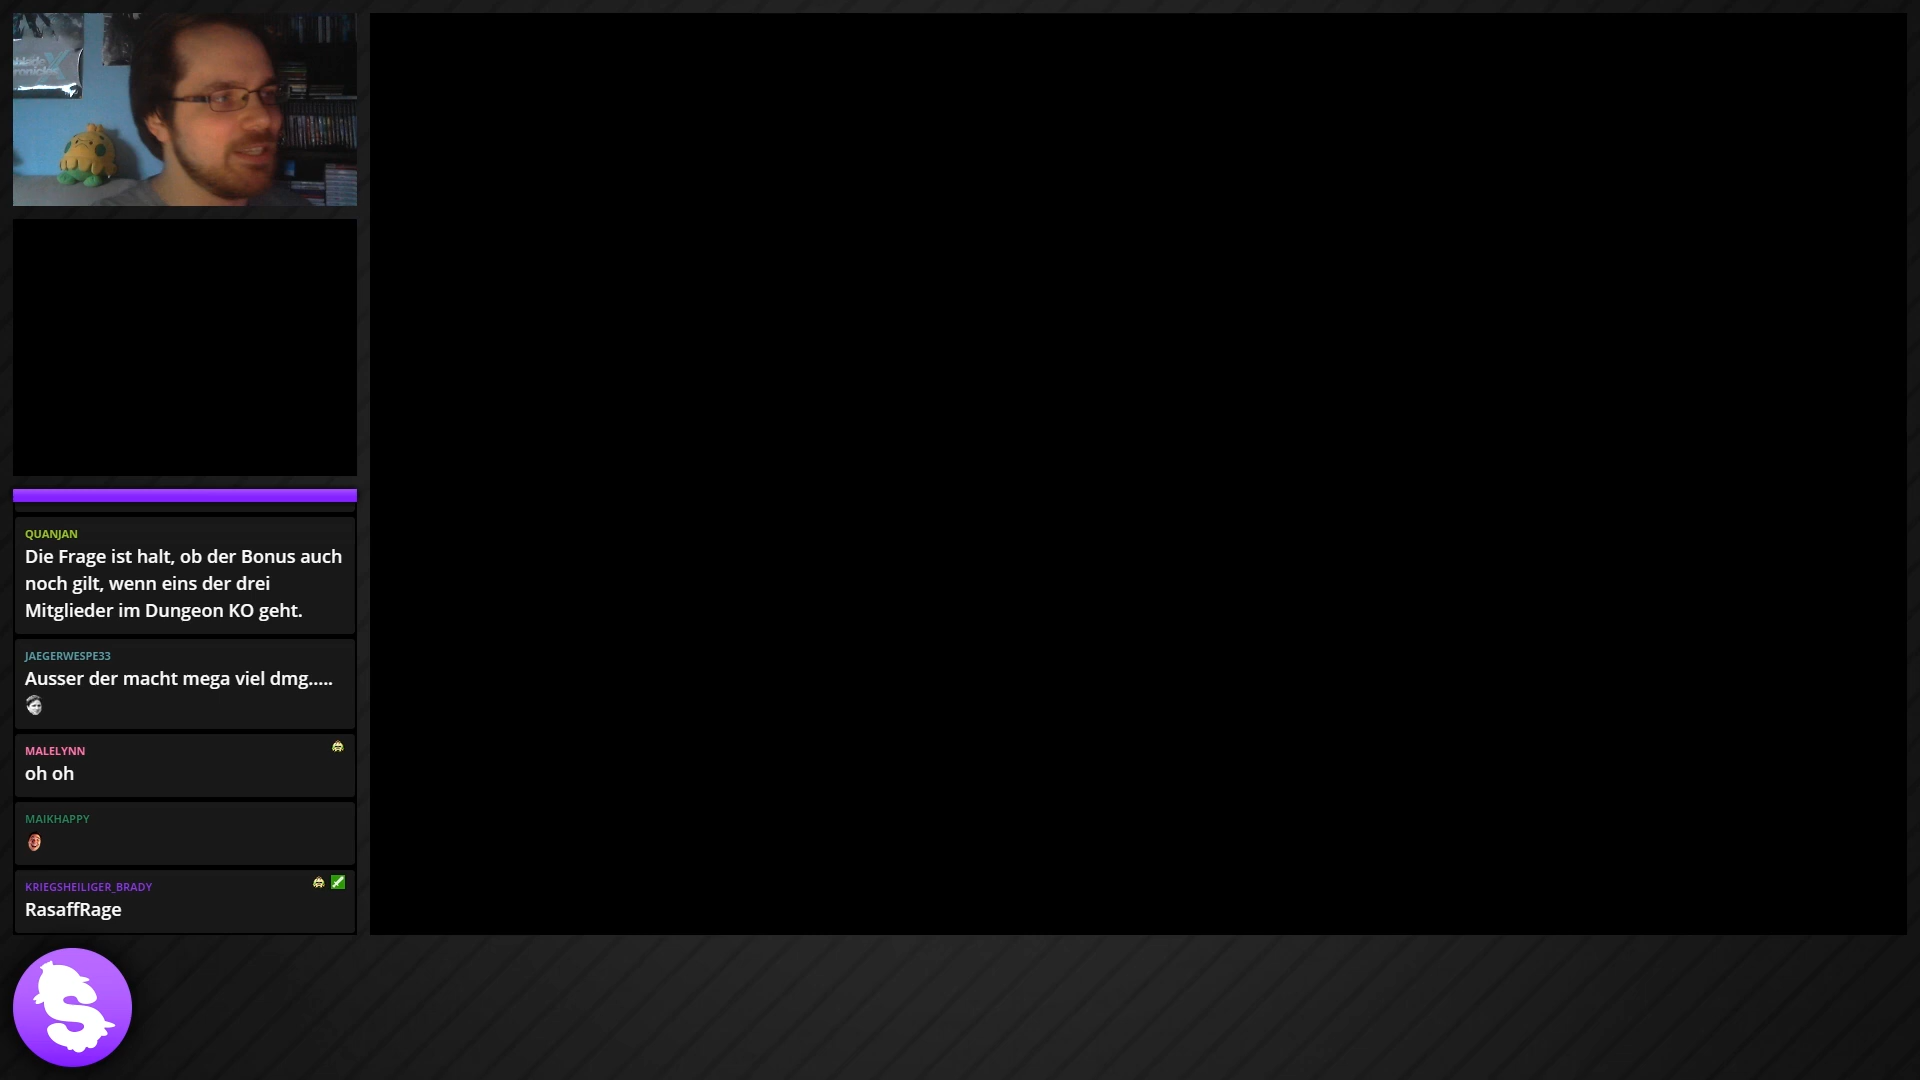 QUANJAN
Die Frage ist halt, ob der Bonus auch
noch gilt, wenn eins der drei
Mitglieder im Dungeon KO geht.
JAEGERWESPE33
Ausser der macht mega viel dmg.....
MALELYNN
oh oh
MAIKHAPPY
KRIEGSHEILIGER_BRADY
RasaffRage
S